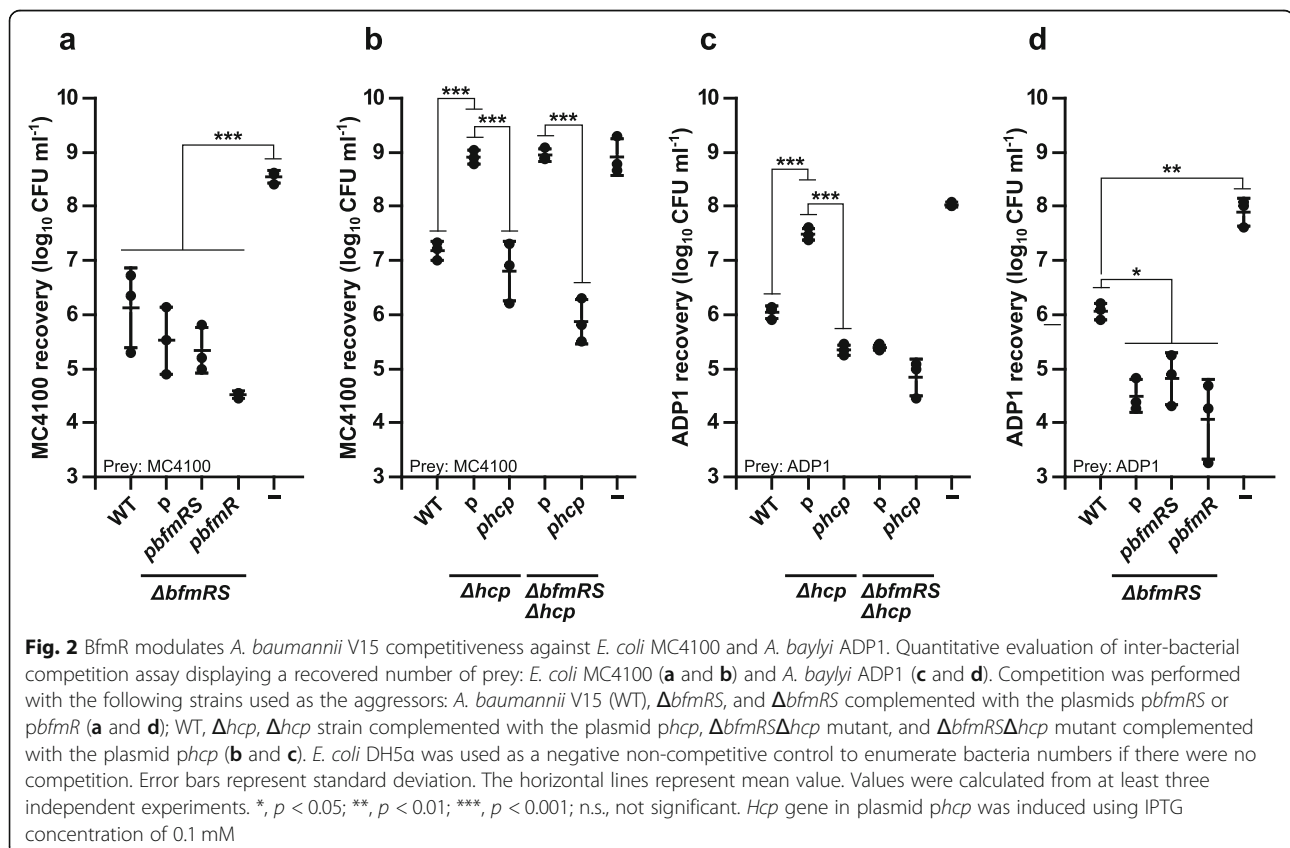 a
b
c
d
MC4100 recovery (log₁₀ CFU ml⁻¹)
10
9
8
7
6
5
4
3
***
Prey: MC4100
WT
p
pbfmRS
pbfmR
–
ΔbfmRS
MC4100 recovery (log₁₀ CFU ml⁻¹)
10
9
8
7
6
5
4
3
***
***
***
Prey: MC4100
WT
p
phcp
p
phcp
–
Δhcp
ΔbfmRS
Δhcp
ADP1 recovery (log₁₀ CFU ml⁻¹)
10
9
8
7
6
5
4
3
***
***
Prey: ADP1
WT
p
phcp
p
phcp
–
Δhcp
ΔbfmRS
Δhcp
ADP1 recovery (log₁₀ CFU ml⁻¹)
10
9
8
7
6
5
4
3
**
*
Prey: ADP1
WT
p
pbfmRS
pbfmR
–
ΔbfmRS
Fig. 2 BfmR modulates A. baumannii V15 competitiveness against E. coli MC4100 and A. baylyi ADP1. Quantitative evaluation of inter-bacterial
competition assay displaying a recovered number of prey: E. coli MC4100 (a and b) and A. baylyi ADP1 (c and d). Competition was performed
with the following strains used as the aggressors: A. baumannii V15 (WT), ΔbfmRS, and ΔbfmRS complemented with the plasmids pbfmRS or
pbfmR (a and d); WT, Δhcp, Δhcp strain complemented with the plasmid phcp, ΔbfmRSΔhcp mutant, and ΔbfmRSΔhcp mutant complemented
with the plasmid phcp (b and c). E. coli DH5α was used as a negative non-competitive control to enumerate bacteria numbers if there were no
competition. Error bars represent standard deviation. The horizontal lines represent mean value. Values were calculated from at least three
independent experiments. *, p < 0.05; **, p < 0.01; ***, p < 0.001; n.s., not significant. Hcp gene in plasmid phcp was induced using IPTG
concentration of 0.1 mM